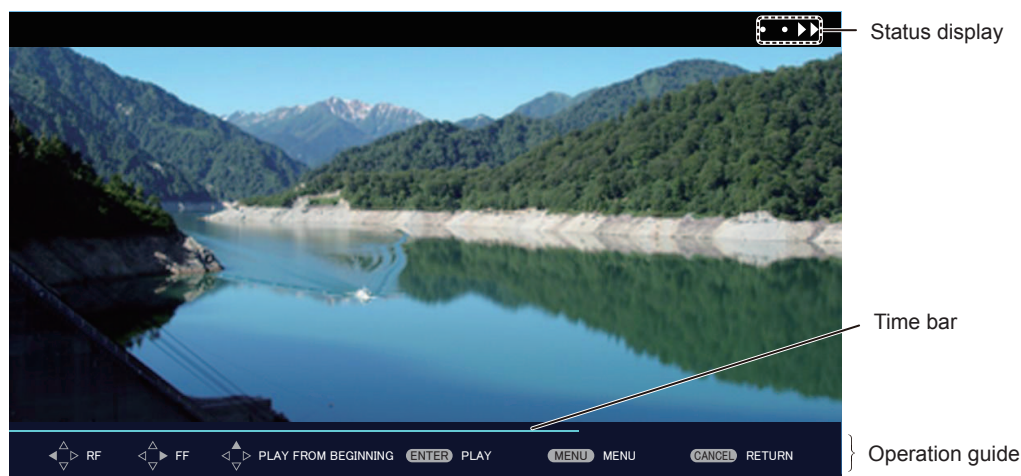 Status display
Time bar
RF FF PLAY FROM BEGINNING ENTER PLAY MENU MENU CANCEL RETURN
Operation guide